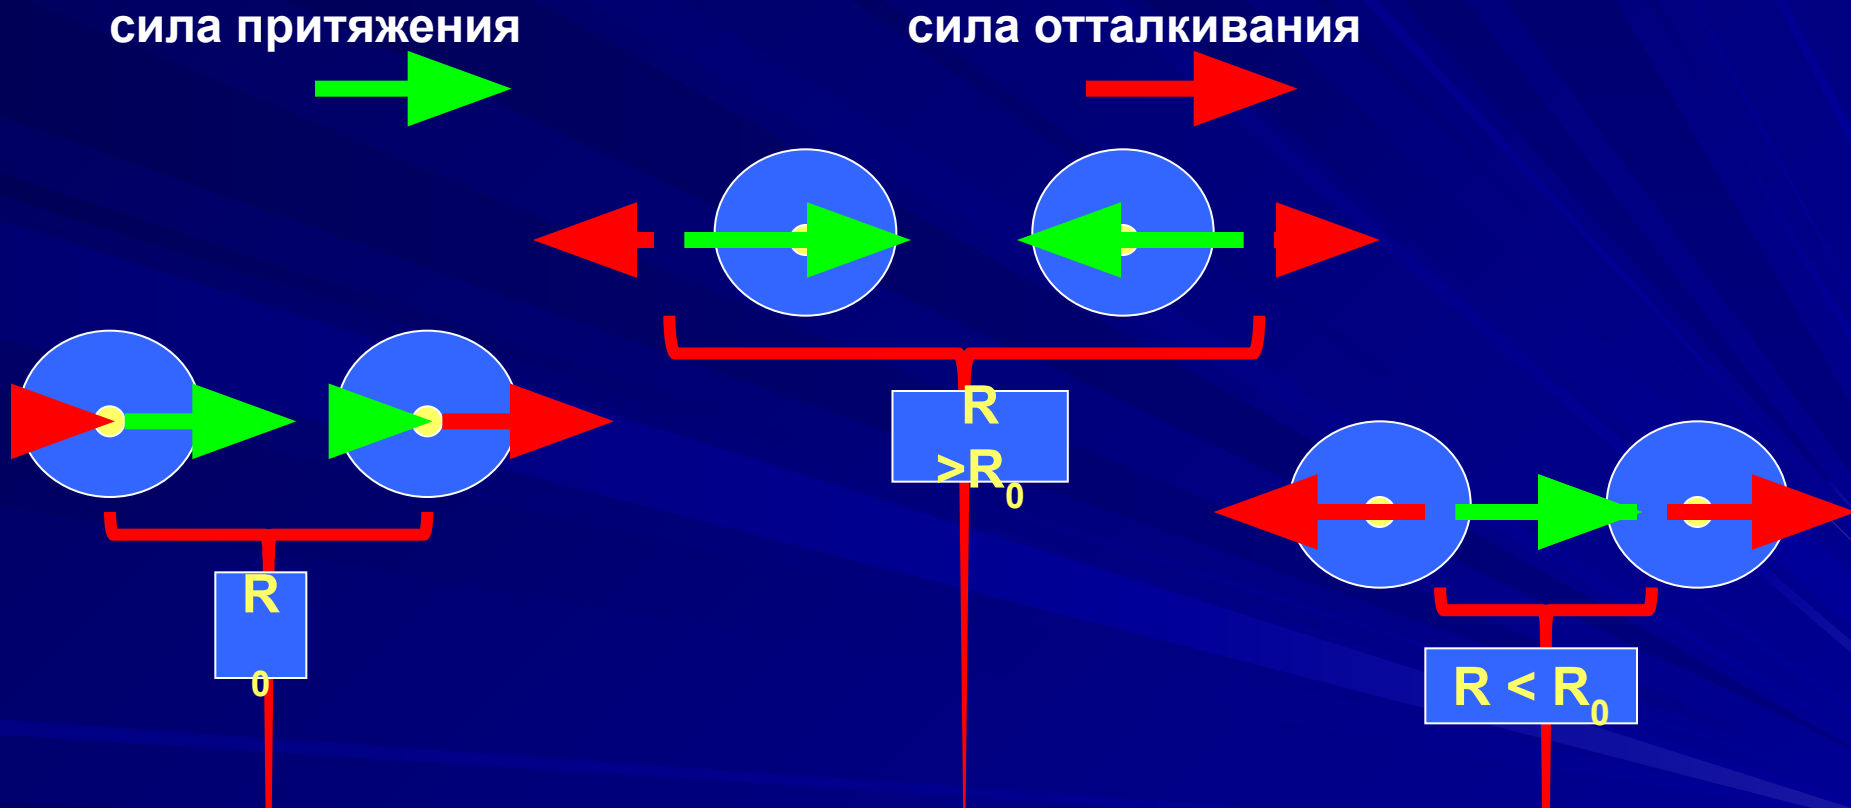 сила притяжения
сила отталкивания
R
>R0
R
0
R < R0